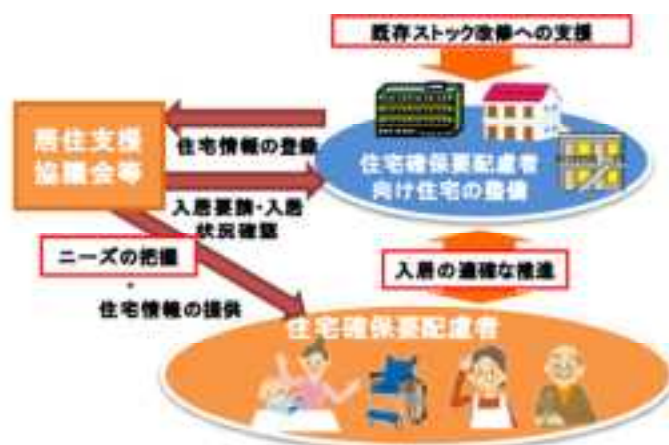 既存ストック改修への支援
居住支援
協議会等
住宅情報の登録
住宅確保要配慮者
向け住宅の整備
入居要請・入居
状況確認
ニーズの把握
・
住宅情報の提供
入居の適確な推進
住宅確保要配慮者